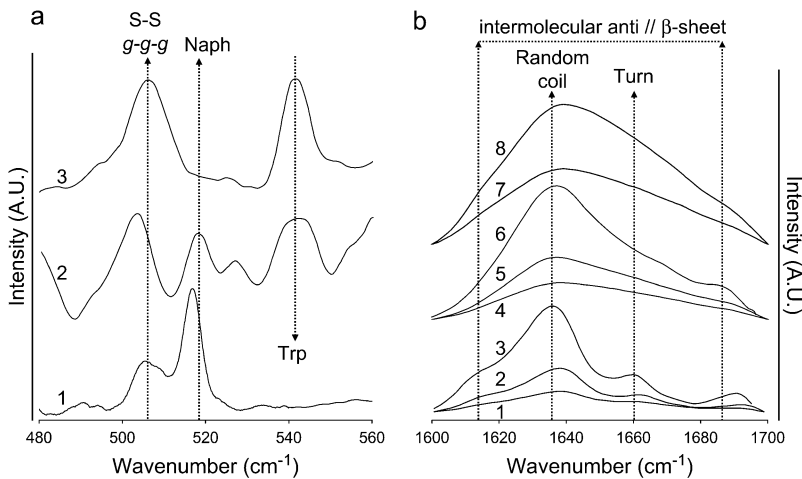 a
S-S
g-g-g
Naph
3
2
1
Trp
Intensity (A.U.)
480 500 520 540 560
Wavenumber (cm-1)
b
intermolecular anti // β-sheet
Random
coil
Turn
8
7
6
5
4
3
2
1
Intensity (A.U.)
1600 1620 1640 1660 1680 1700
Wavenumber (cm-1)